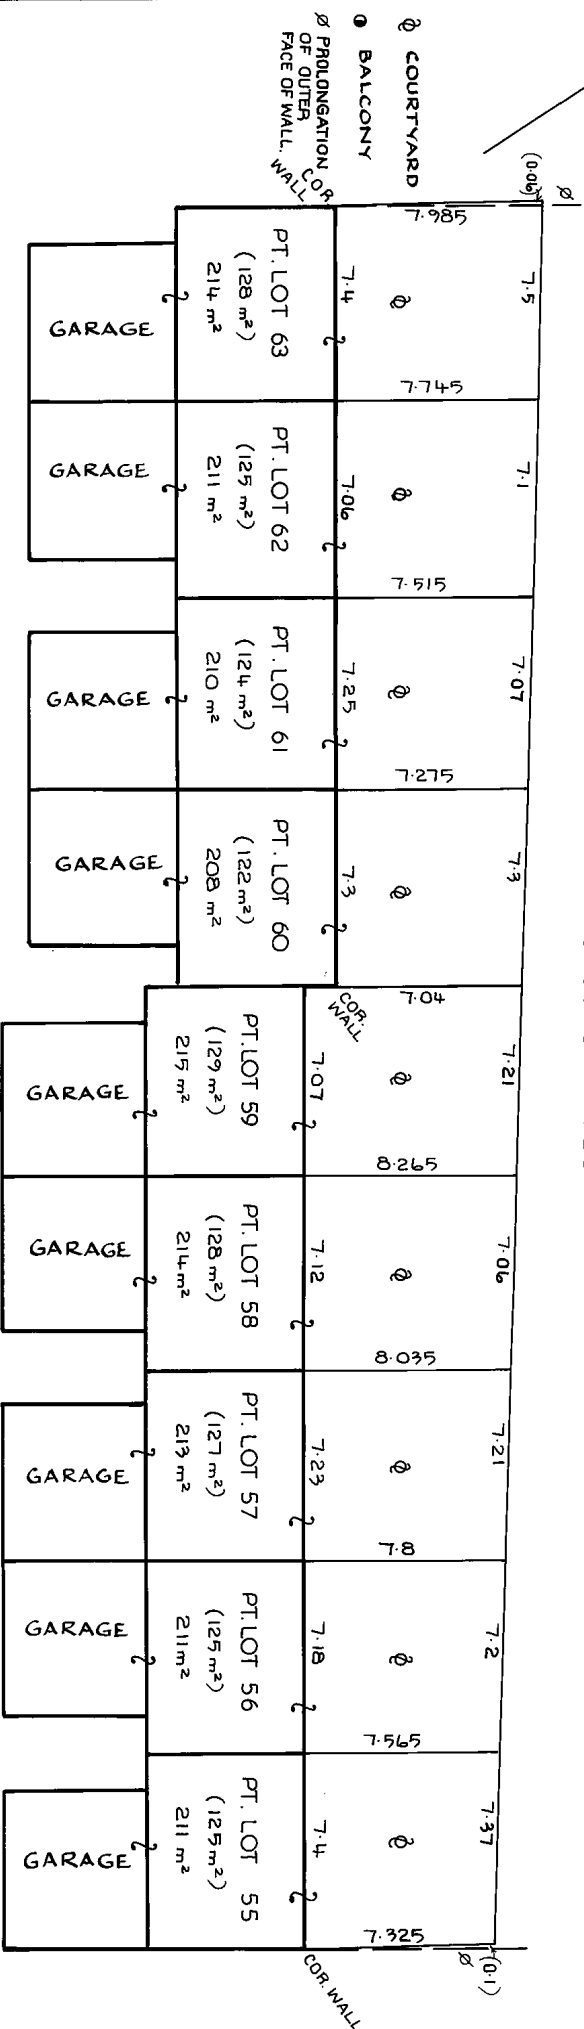 ⌀ COURTYARD
◑ BALCONY
Ø PROLONGATION
OF OUTER
FACE OF WALL.
COR.
WALL
(0.06)
Ø
7.985
7.5
7.4
PT. LOT 63
(128 m²)
214 m²
GARAGE
7.745
7.1
7.06
PT. LOT 62
(125 m²)
211 m²
GARAGE
7.515
7.07
7.25
PT. LOT 61
(124 m²)
210 m²
GARAGE
7.275
7.3
7.3
PT. LOT 60
(122 m²)
208 m²
GARAGE
COR.
WALL
7.04
7.21
7.07
PT. LOT 59
(129 m²)
215 m²
GARAGE
8.265
7.06
7.12
PT. LOT 58
(128 m²)
214 m²
GARAGE
8.035
7.21
7.23
PT. LOT 57
(127 m²)
213 m²
GARAGE
7.8
7.2
7.18
PT. LOT 56
(125 m²)
211 m²
GARAGE
7.565
7.37
7.4
PT. LOT 55
(125 m²)
211 m²
GARAGE
7.325
(0.1)
Ø
COR. WALL